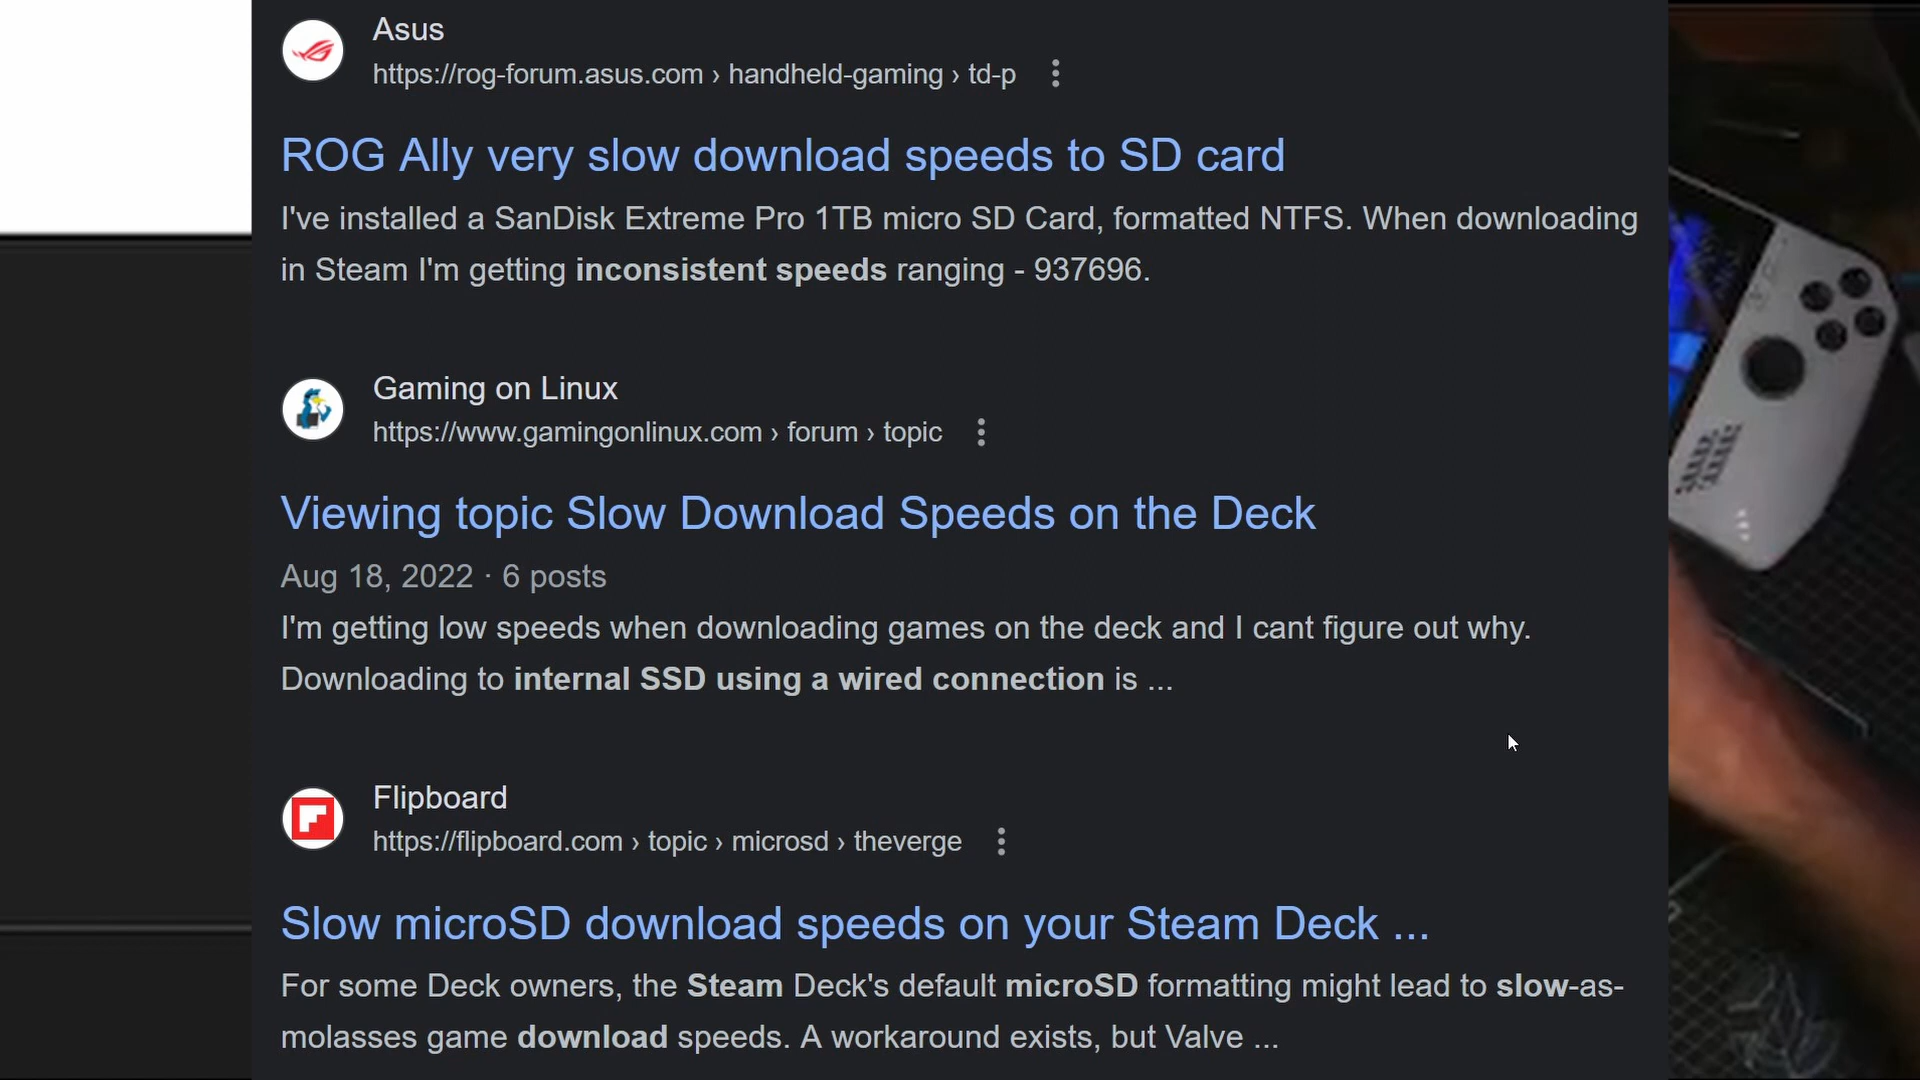 Asus
https://rog-forum.asus.com › handheld-gaming › td-p
ROG Ally very slow download speeds to SD card
I've installed a SanDisk Extreme Pro 1TB micro SD Card, formatted NTFS. When downloading
in Steam I'm getting inconsistent speeds ranging - 937696.
Gaming on Linux
https://www.gamingonlinux.com › forum › topic
Viewing topic Slow Download Speeds on the Deck
Aug 18, 2022 · 6 posts
I'm getting low speeds when downloading games on the deck and I cant figure out why.
Downloading to internal SSD using a wired connection is ...
Flipboard
https://flipboard.com › topic › microsd › theverge
Slow microSD download speeds on your Steam Deck ...
For some Deck owners, the Steam Deck's default microSD formatting might lead to slow-as-
molasses game download speeds. A workaround exists, but Valve ...